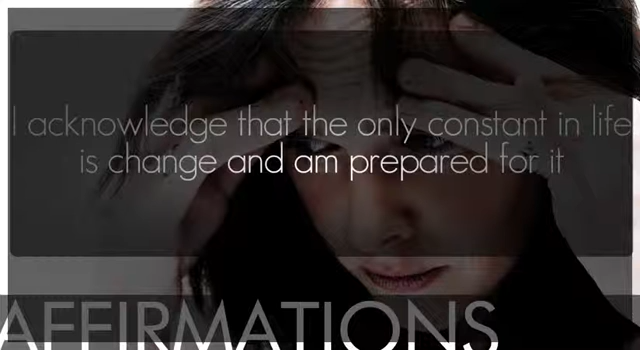 I acknowledge that the only constant in life
is change and am prepared for it
AFFIRMATIONS